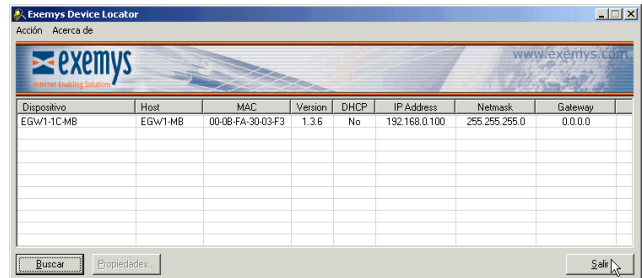 Exemys Device Locator
Acción Acerca de
exemys www.exemys.com
Internet Enabling Solutions
Dispositivo Host MAC Version DHCP IP Address Netmask Gateway
EGW1-1C-MB EGW1-MB 00-0B-FA-30-03-F3 1.3.6 No 192.168.0.100 255.255.255.0 0.0.0.0
Buscar Propiedades... Salir